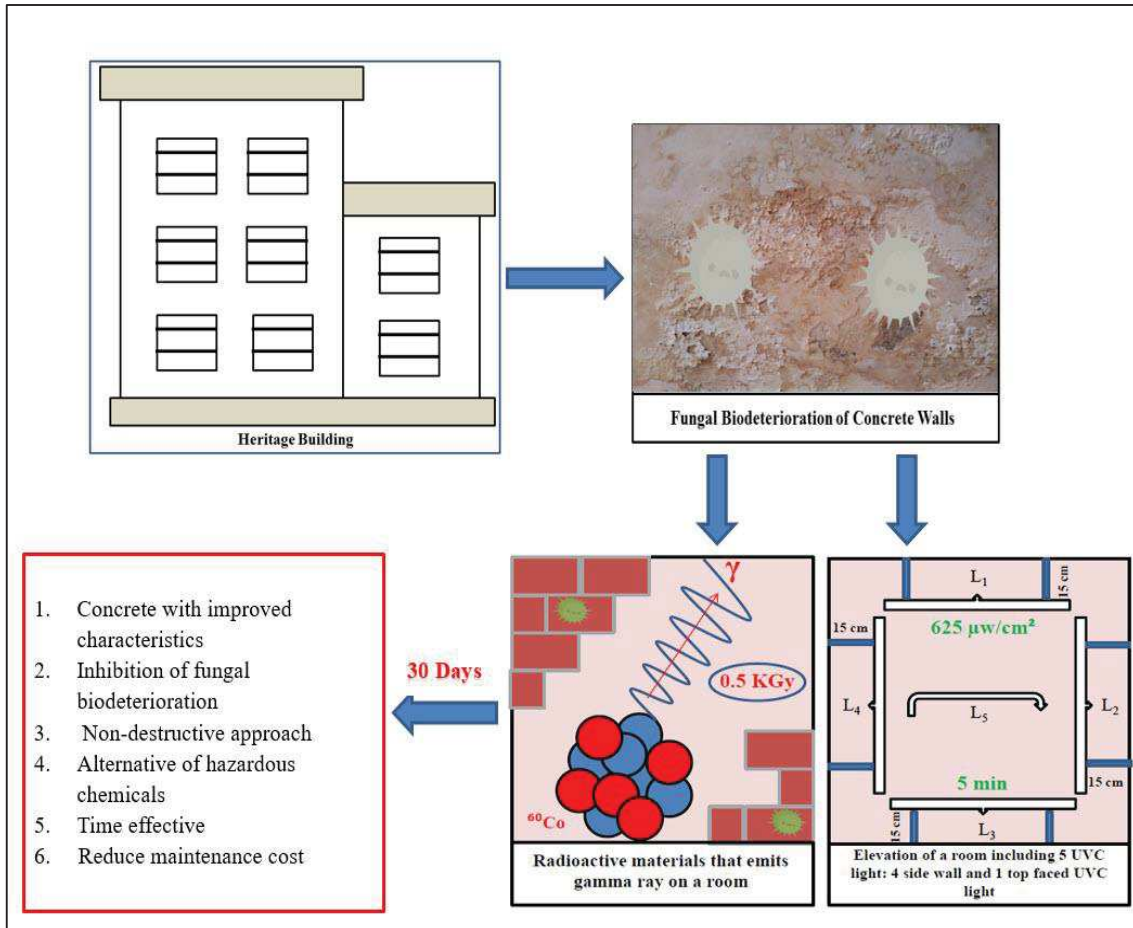 Heritage Building
Fungal Biodeterioration of Concrete Walls
1. Concrete with improved
characteristics
2. Inhibition of fungal
biodeterioration
3. Non-destructive approach
4. Alternative of hazardous
chemicals
5. Time effective
6. Reduce maintenance cost
30 Days
γ
0.5 KGy
⁶⁰Co
Radioactive materials that emits
gamma ray on a room
L₁
15 cm
625 µw/cm²
15 cm
L₄
L₅
L₂
5 min
15 cm
15 cm
L₃
Elevation of a room including 5 UVC
light: 4 side wall and 1 top faced UVC
light